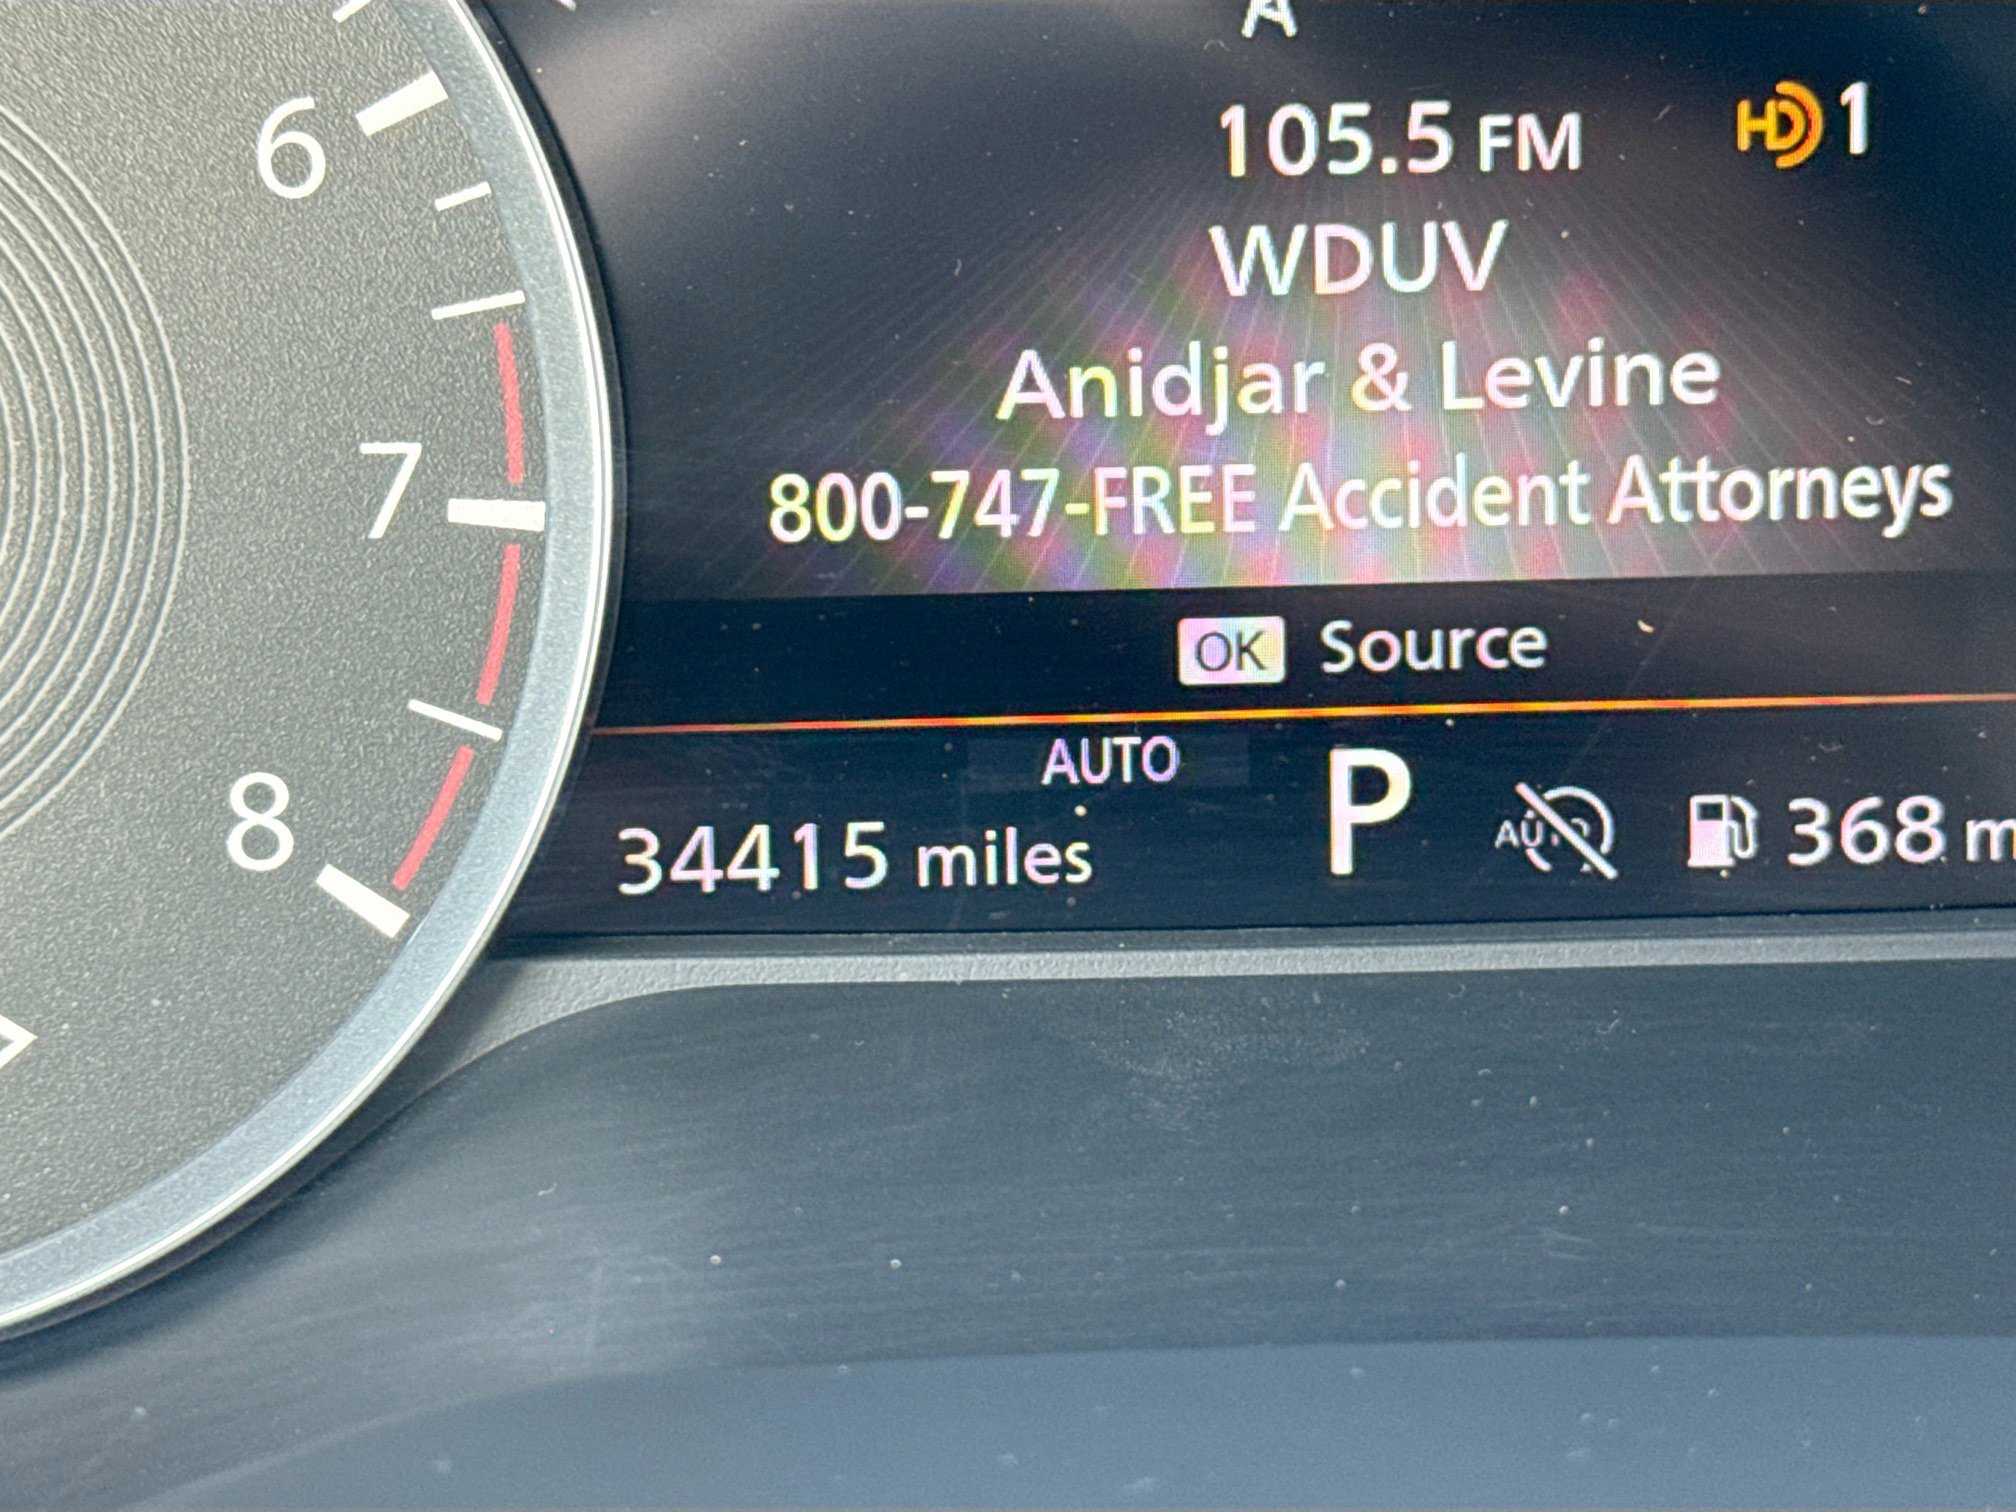 A
6
105.5 FM HD 1
WDUV
Anidjar & Levine
7
800-747-FREE Accident Attorneys
OK Source
AUTO
8
34415 miles P AUTO 368 m